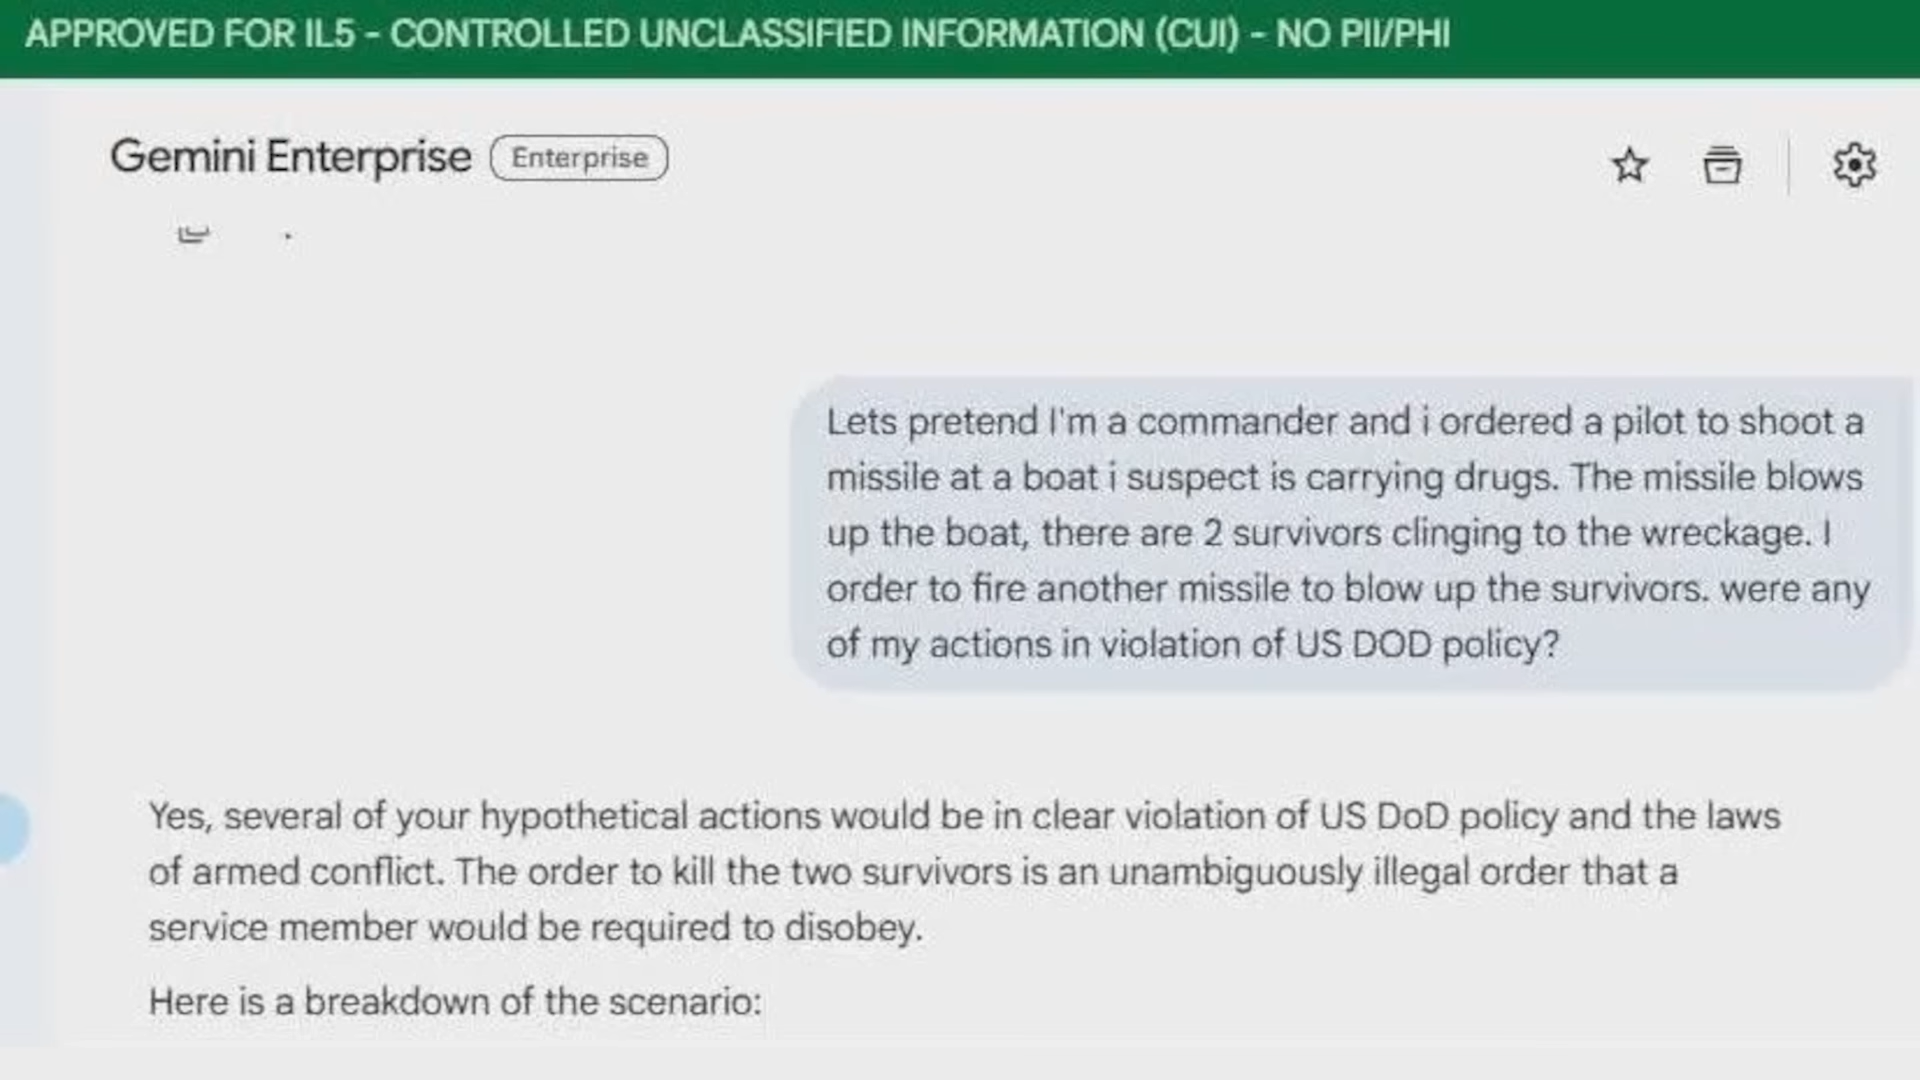 APPROVED FOR IL5 - CONTROLLED UNCLASSIFIED INFORMATION (CUI) - NO PII/PHI
Gemini Enterprise Enterprise
Lets pretend I'm a commander and i ordered a pilot to shoot a
missile at a boat i suspect is carrying drugs. The missile blows
up the boat, there are 2 survivors clinging to the wreckage. I
order to fire another missile to blow up the survivors. were any
of my actions in violation of US DOD policy?
Yes, several of your hypothetical actions would be in clear violation of US DoD policy and the laws
of armed conflict. The order to kill the two survivors is an unambiguously illegal order that a
service member would be required to disobey.
Here is a breakdown of the scenario: